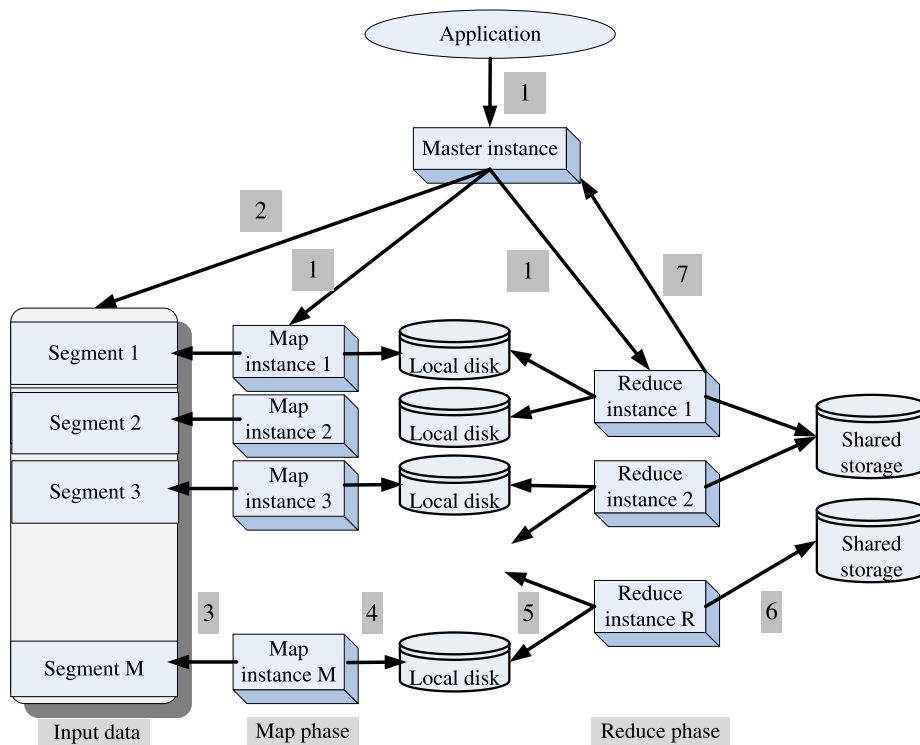 Application
1
Master instance
2
1
1
7
Segment 1
Map
instance 1
Local disk
Reduce
instance 1
Segment 2
Map
instance 2
Local disk
Shared
storage
Segment 3
Map
instance 3
Local disk
Reduce
instance 2
Shared
storage
3
4
5
Reduce
instance R
6
Segment M
Map
instance M
Local disk
Input data
Map phase
Reduce phase